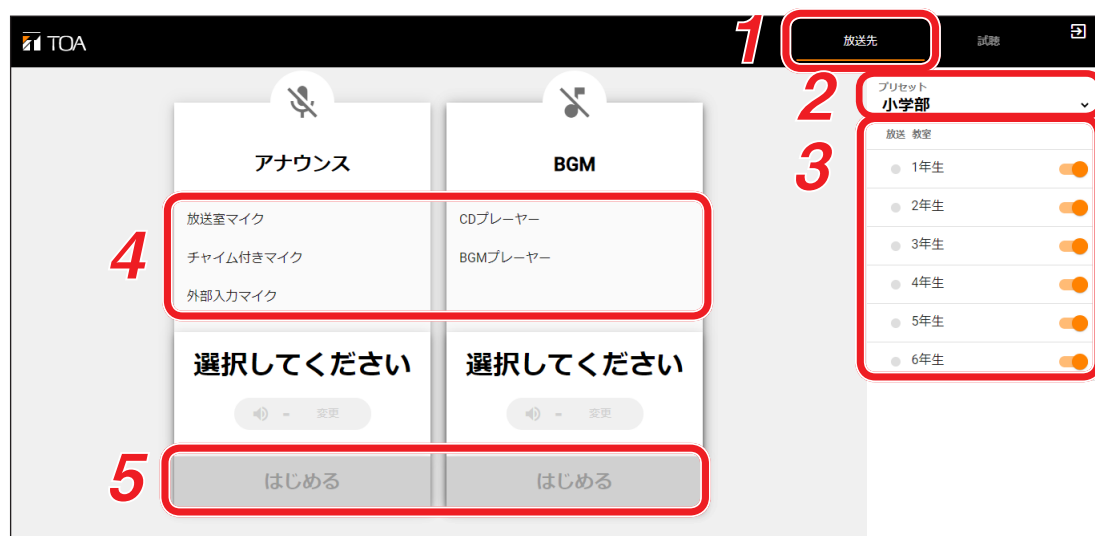 TOA
1
放送先
試聴
2
プリセット
小学部
3
放送 教室
1年生
2年生
3年生
4年生
5年生
6年生
アナウンス
BGM
4
放送室マイク
チャイム付きマイク
外部入力マイク
CDプレーヤー
BGMプレーヤー
選択してください
選択してください
- 変更
- 変更
5
はじめる
はじめる